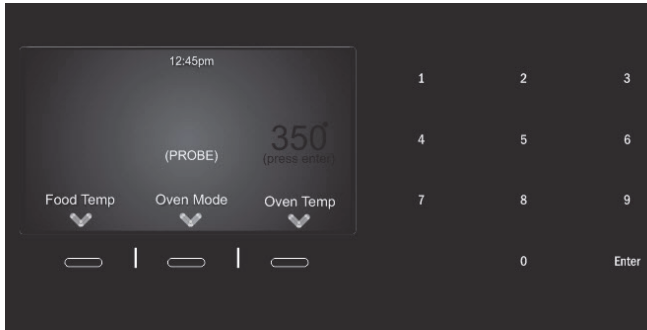 12:45pm
350°
(PROBE)
(press enter)
Food Temp
Oven Mode
Oven Temp
1 2 3
4 5 6
7 8 9
0 Enter